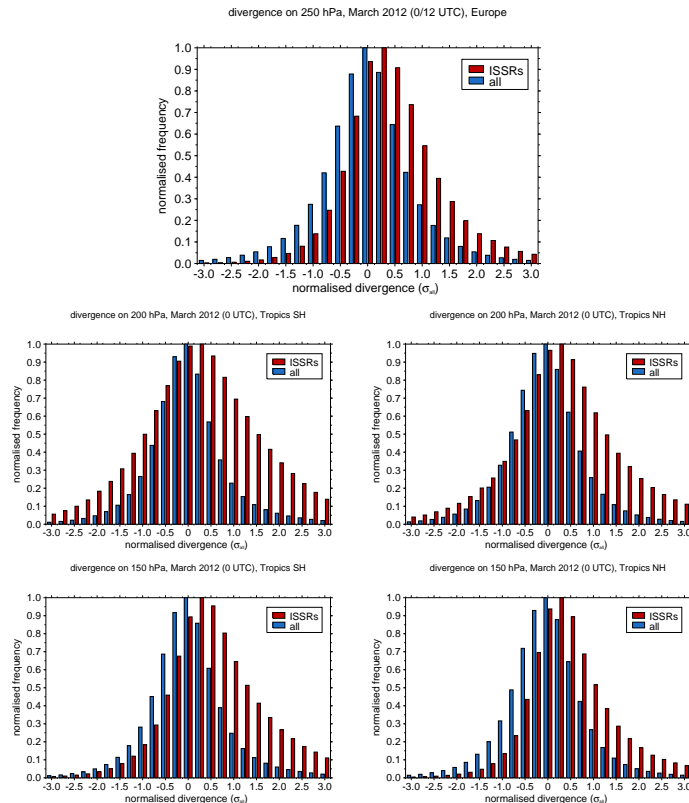 divergence on 250 hPa, March 2012 (0/12 UTC), Europe
normalised frequency
1.0
0.9
0.8
0.7
0.6
0.5
0.4
0.3
0.2
0.1
0.0
ISSRs
all
-3.0 -2.5 -2.0 -1.5 -1.0 -0.5 0 0.5 1.0 1.5 2.0 2.5 3.0
normalised divergence (σall)
divergence on 200 hPa, March 2012 (0 UTC), Tropics SH
normalised frequency
1.0
0.9
0.8
0.7
0.6
0.5
0.4
0.3
0.2
0.1
0.0
ISSRs
all
-3.0 -2.5 -2.0 -1.5 -1.0 -0.5 0 0.5 1.0 1.5 2.0 2.5 3.0
normalised divergence (σall)
divergence on 200 hPa, March 2012 (0 UTC), Tropics NH
normalised frequency
1.0
0.9
0.8
0.7
0.6
0.5
0.4
0.3
0.2
0.1
0.0
ISSRs
all
-3.0 -2.5 -2.0 -1.5 -1.0 -0.5 0 0.5 1.0 1.5 2.0 2.5 3.0
normalised divergence (σall)
divergence on 150 hPa, March 2012 (0 UTC), Tropics SH
normalised frequency
1.0
0.9
0.8
0.7
0.6
0.5
0.4
0.3
0.2
0.1
0.0
ISSRs
all
-3.0 -2.5 -2.0 -1.5 -1.0 -0.5 0 0.5 1.0 1.5 2.0 2.5 3.0
normalised divergence (σall)
divergence on 150 hPa, March 2012 (0 UTC), Tropics NH
normalised frequency
1.0
0.9
0.8
0.7
0.6
0.5
0.4
0.3
0.2
0.1
0.0
ISSRs
all
-3.0 -2.5 -2.0 -1.5 -1.0 -0.5 0 0.5 1.0 1.5 2.0 2.5 3.0
normalised divergence (σall)